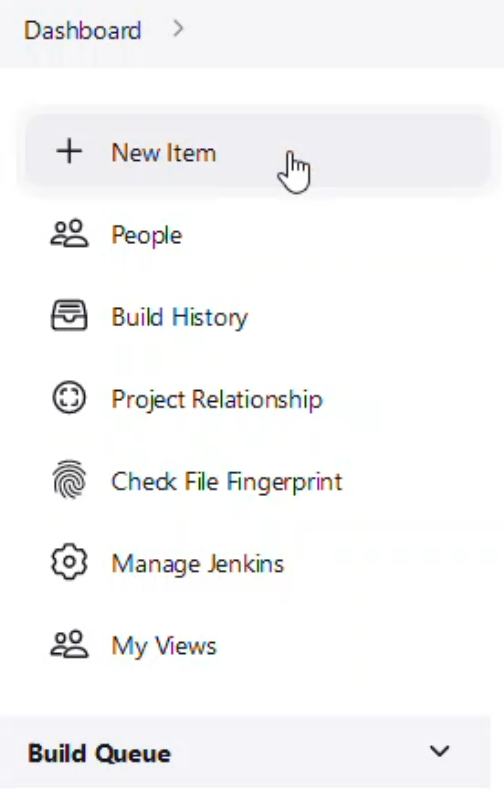 Dashboard
New Item
People
Build History
Project Relationship
Check File Fingerprint
Manage Jenkins
My Views
Build Queue